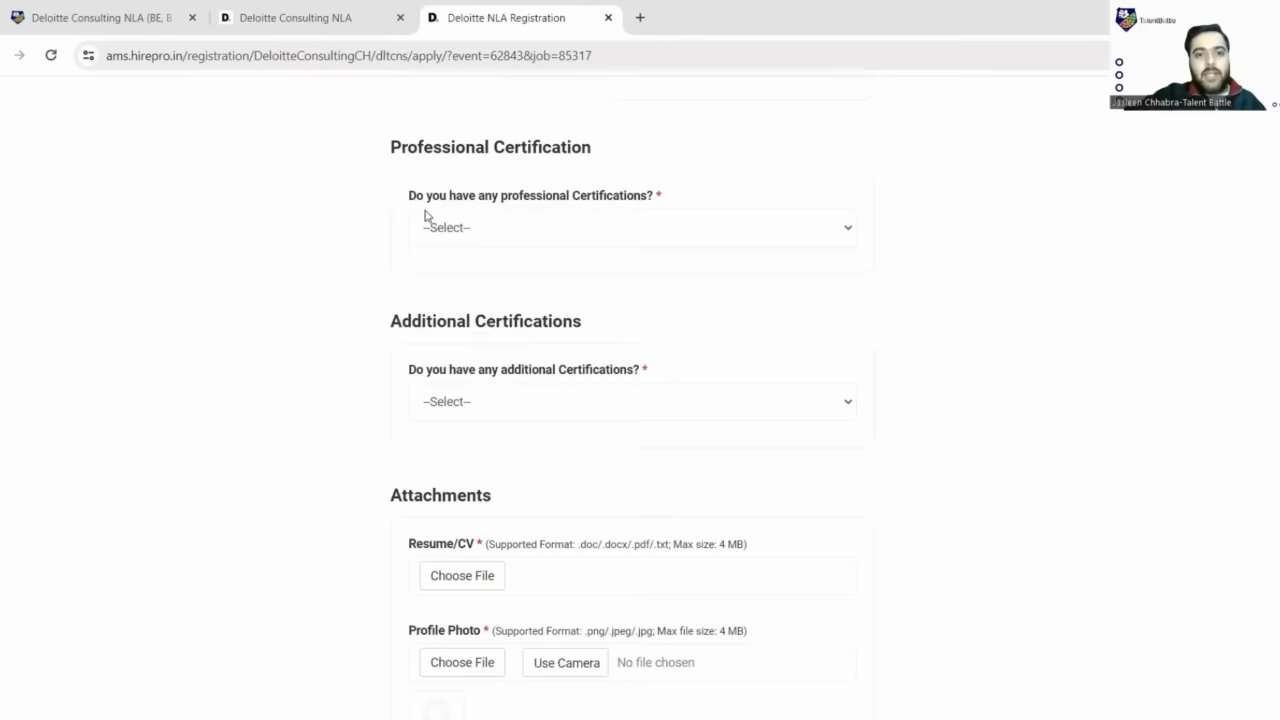 Deloitte Consulting NLA (BE, B
Deloitte Consulting NLA
Deloitte NLA Registration
ams.hirepro.in/registration/DeloitteConsultingCH/dltcns/apply/?event=62843&job=85317
TalentBattle
Jasleen Chhabra-Talent Battle
Professional Certification
Do you have any professional Certifications? *
--Select--
Additional Certifications
Do you have any additional Certifications? *
--Select--
Attachments
Resume/CV * (Supported Format: .doc/.docx/.pdf/.txt; Max size: 4 MB)
Choose File
Profile Photo * (Supported Format: .png/.jpeg/.jpg; Max file size: 4 MB)
Choose File Use Camera No file chosen